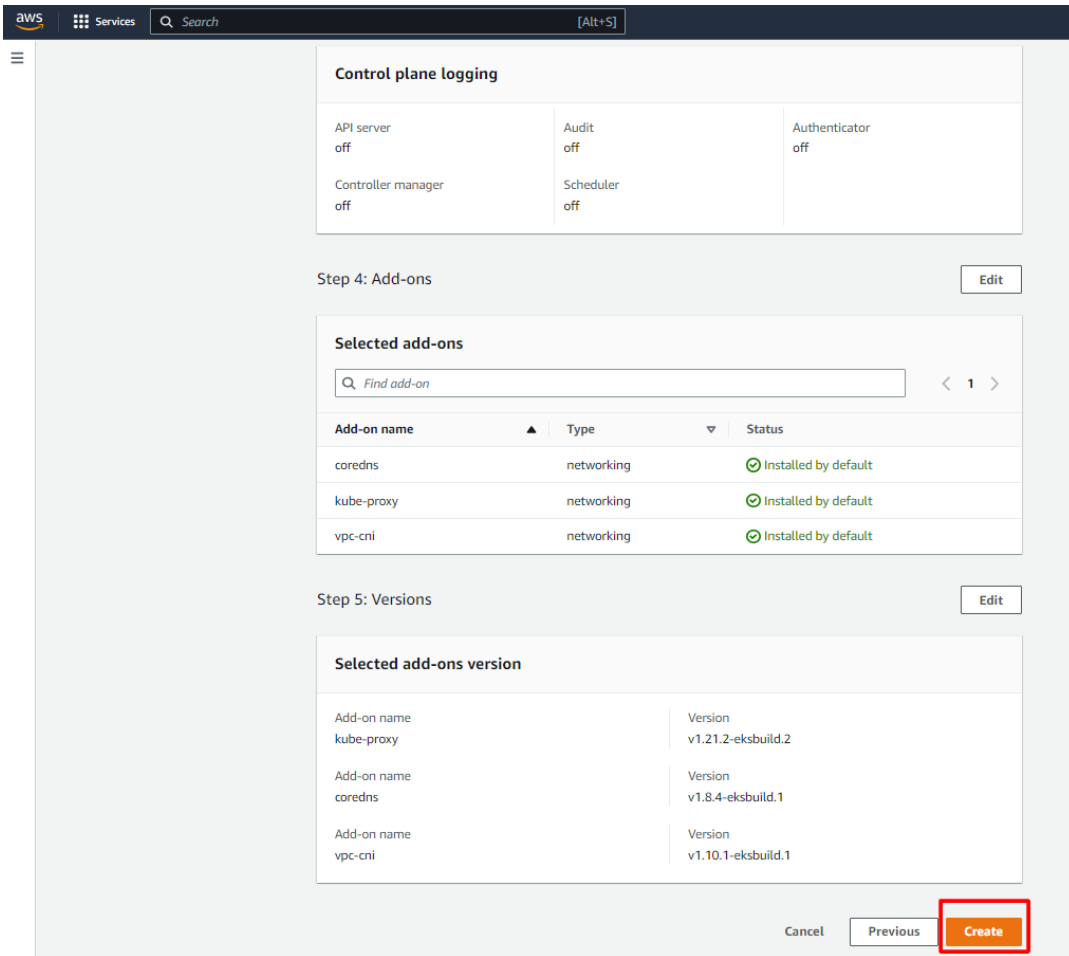 aws Services Search [Alt+S]
Control plane logging
API server Audit Authenticator
off off off
Controller manager Scheduler
off off
Step 4: Add-ons Edit
Selected add-ons
Find add-on 1
Add-on name Type Status
coredns networking Installed by default
kube-proxy networking Installed by default
vpc-cni networking Installed by default
Step 5: Versions Edit
Selected add-ons version
Add-on name Version
kube-proxy v1.21.2-eksbuild.2
Add-on name Version
coredns v1.8.4-eksbuild.1
Add-on name Version
vpc-cni v1.10.1-eksbuild.1
Cancel Previous Create